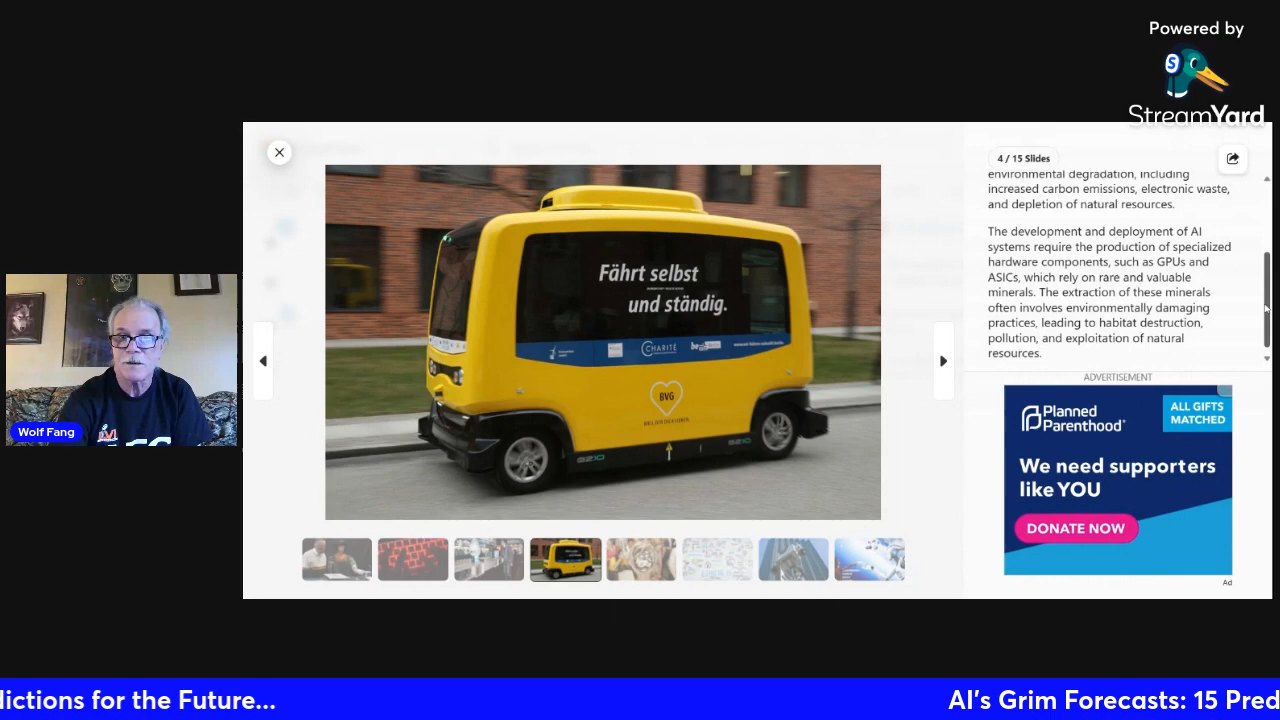 Powered by
StreamYard
4 / 15 Slides
environmental degradation, including
increased carbon emissions, electronic waste,
and depletion of natural resources.
The development and deployment of AI
systems require the production of specialized
hardware components, such as GPUs and
ASICs, which rely on rare and valuable
minerals. The extraction of these minerals
often involves environmentally damaging
practices, leading to habitat destruction,
pollution, and exploitation of natural
resources.
Fährt selbst
und ständig.
CHARITÉ
BVG
EZ10
EZ10
Wolf Fang
ADVERTISEMENT
Planned
Parenthood
ALL GIFTS
MATCHED
We need supporters
like YOU
DONATE NOW
Ad
dictions for the Future...
AI's Grim Forecasts: 15 Pred